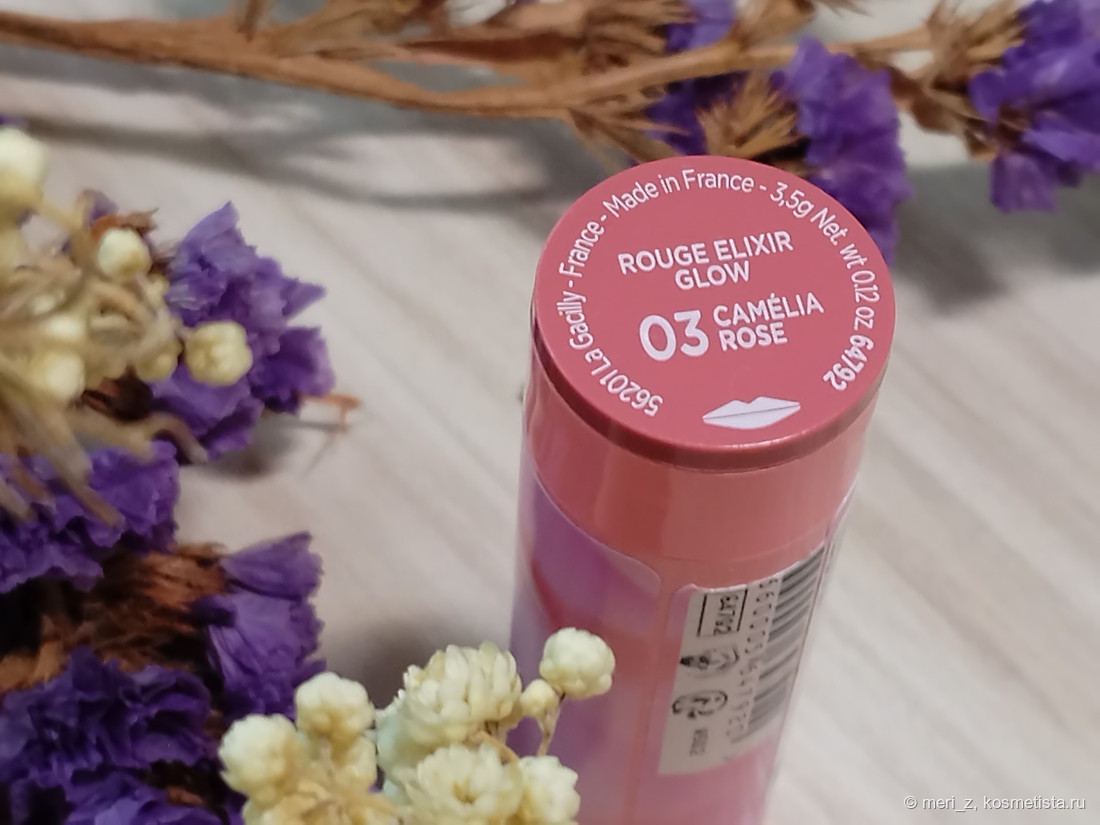 56201 La Gacilly - France - Made in France - 3,5g Net. wt 0.12 oz 64792
ROUGE ELIXIR
GLOW
03 CAMÉLIA
ROSE
64792
© meri_z, kosmetista.ru